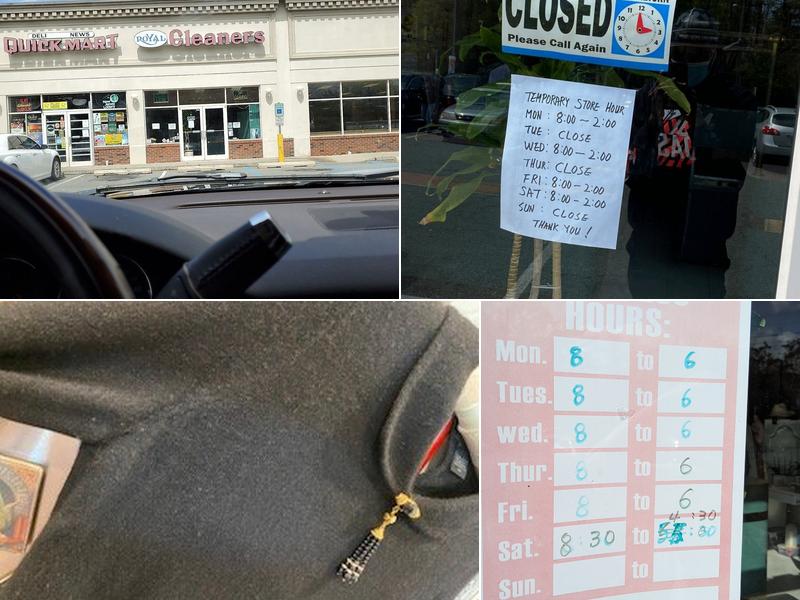 DELI NEWS
QUICK-MART
ROYAL Cleaners
CLOSED
Please Call Again
TEMPORARY STORE HOUR
MON : 8:00 - 2:00
TUE : CLOSE
WED: 8:00 - 2:00
THUR: CLOSE
FRI : 8:00 - 2:00
SAT : 8:00 - 2:00
SUN : CLOSE
THANK YOU !
HOURS:
Mon. 8 to 6
Tues. 8 to 6
wed. 8 to 6
Thur. 8 to 6
Fri. 8 to 6
4:30
Sat. 8:30 to :30
Sun. to